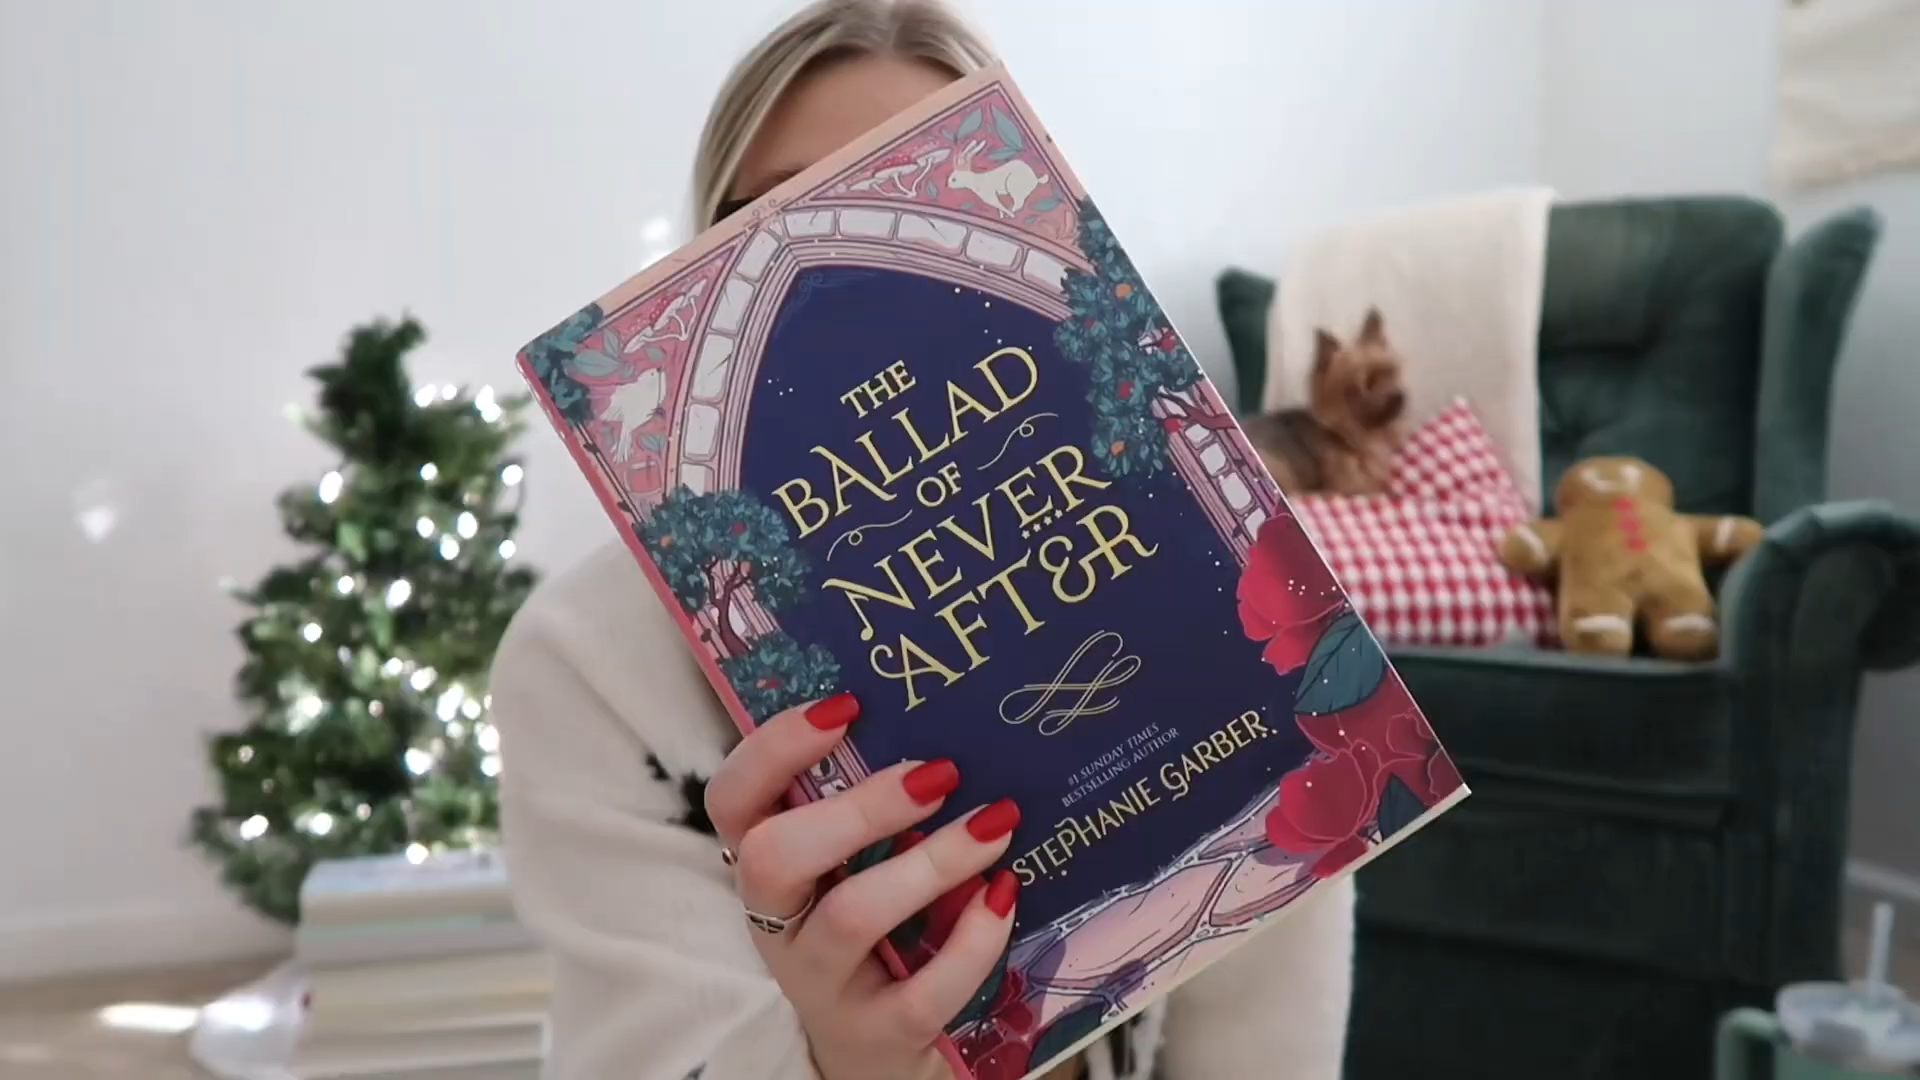 THE
BALLAD
OF
NEVER
AFTER
#1 SUNDAY TIMES
BESTSELLING AUTHOR
STEPHANIE GARBER